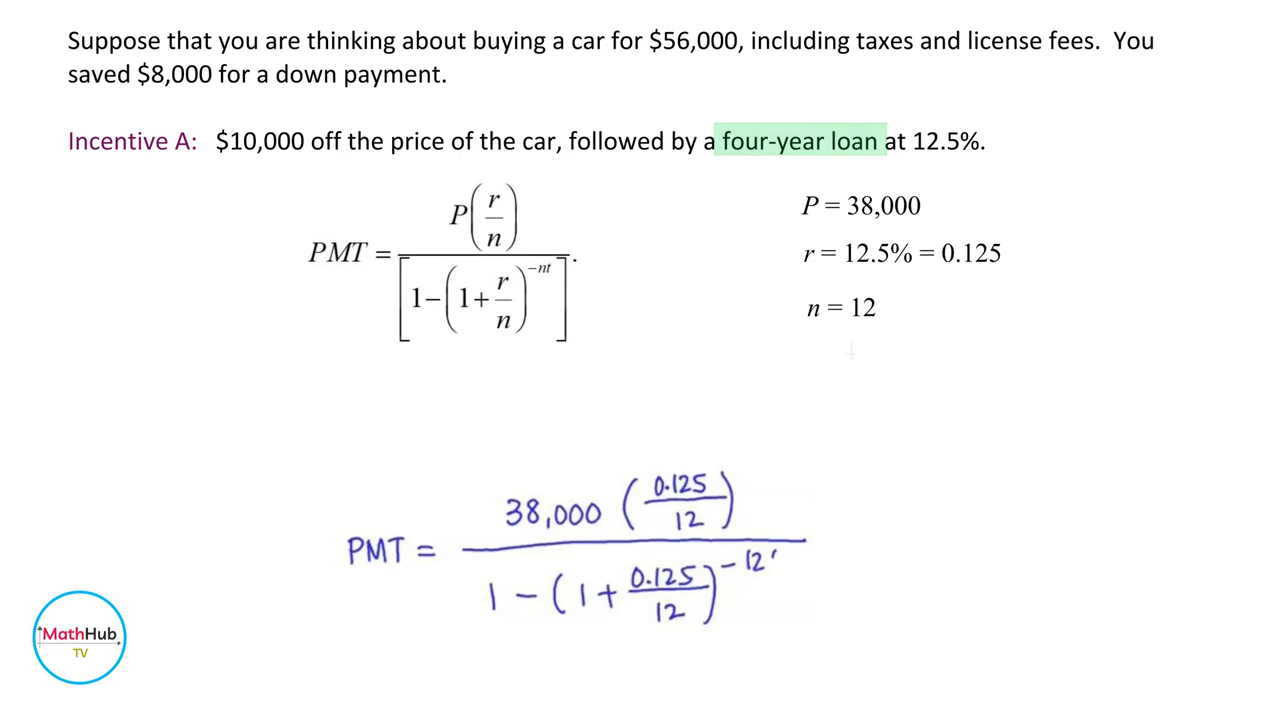 Suppose that you are thinking about buying a car for $56,000, including taxes and license fees. You
saved $8,000 for a down payment.
Incentive A: $10,000 off the price of the car, followed by a four-year loan at 12.5%.
PMT = P(r/n) / [1−(1+r/n)^−nt].
P = 38,000
r = 12.5% = 0.125
n = 12
PMT = 38,000 (0.125/12) / 1 − (1 + 0.125/12)^−12
MathHub
TV